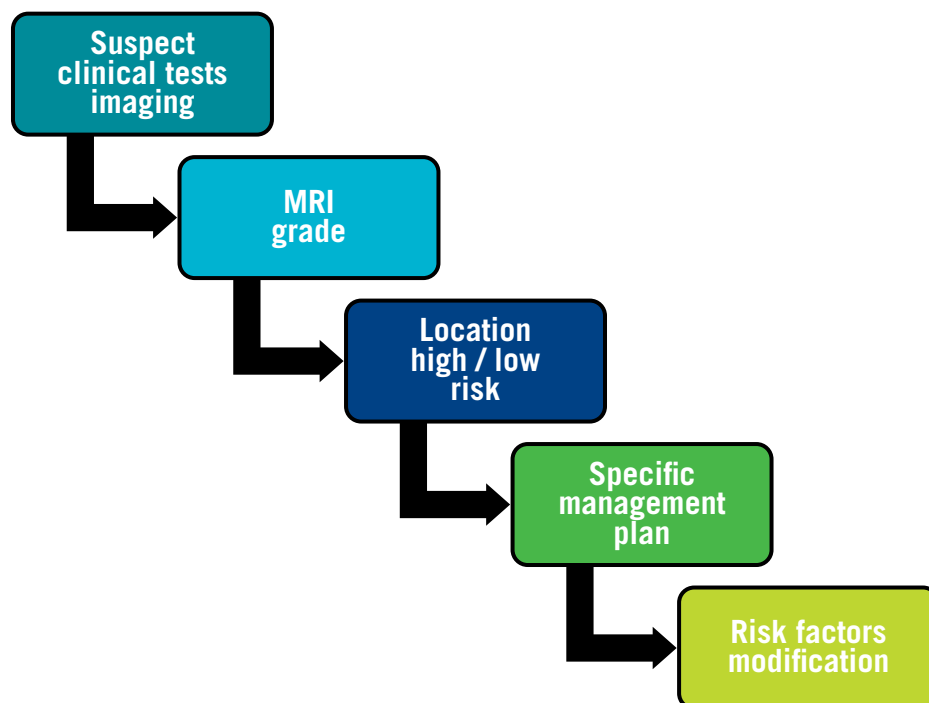 Suspect
clinical tests
imaging
MRI
grade
Location
high / low
risk
Specific
management
plan
Risk factors
modification